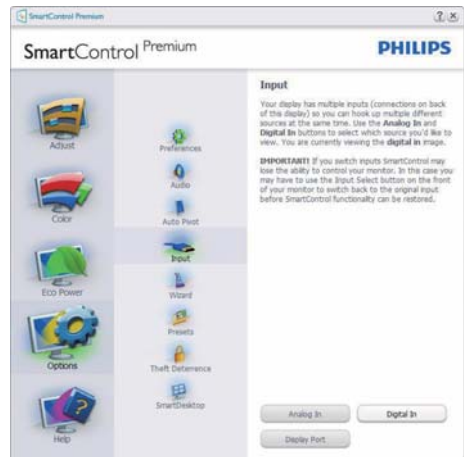 SmartControl Premium
SmartControl Premium
PHILIPS
Adjust
Color
Eco Power
Options
Help
Preferences
Audio
Auto Pivot
Input
Wizard
Presets
Theft Deterrence
SmartDesktop
Input
Your display has multiple inputs (connections on back
of this display) so you can hook up multiple different
sources at the same time. Use the Analog In and
Digital In buttons to select which source you'd like to
view. You are currently viewing the digital in image.
IMPORTANT! If you switch inputs SmartControl may
lose the ability to control your monitor. In this case you
may have to use the Input Select button on the front
of your monitor to switch back to the original input
before SmartControl functionality can be restored.
Analog In
Digital In
Display Port